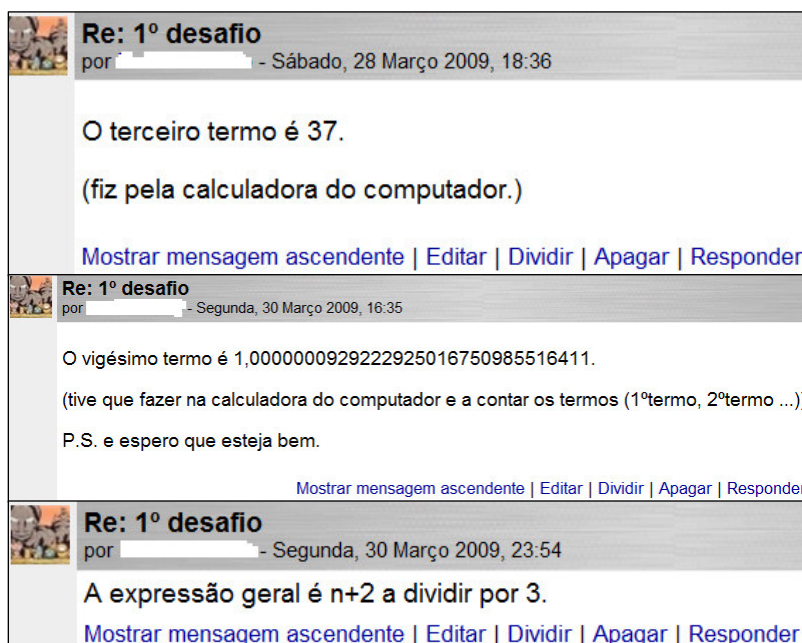 Re: 1º desafio
por - Sábado, 28 Março 2009, 18:36
O terceiro termo é 37.
(fiz pela calculadora do computador.)
Mostrar mensagem ascendente | Editar | Dividir | Apagar | Responder
Re: 1º desafio
por - Segunda, 30 Março 2009, 16:35
O vigésimo termo é 1,0000000929222925016750985516411.
(tive que fazer na calculadora do computador e a contar os termos (1ºtermo, 2ºtermo ...))
P.S. e espero que esteja bem.
Mostrar mensagem ascendente | Editar | Dividir | Apagar | Responder
Re: 1º desafio
por - Segunda, 30 Março 2009, 23:54
A expressão geral é n+2 a dividir por 3.
Mostrar mensagem ascendente | Editar | Dividir | Apagar | Responder